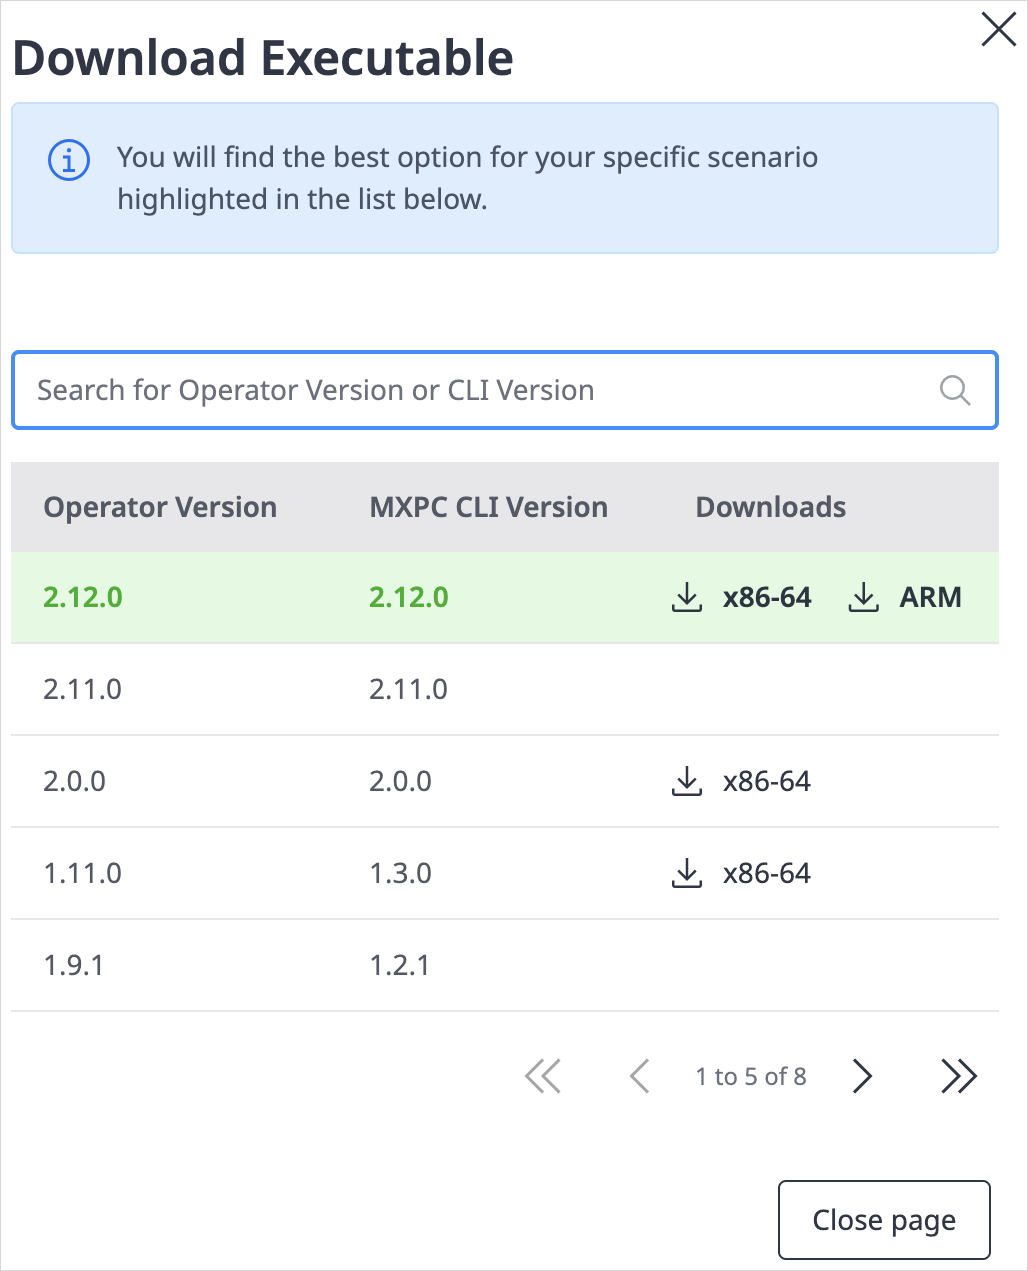 Download Executable
You will find the best option for your specific scenario
highlighted in the list below.
Search for Operator Version or CLI Version
Operator Version MXPC CLI Version Downloads
2.12.0 2.12.0 x86-64 ARM
2.11.0 2.11.0
2.0.0 2.0.0 x86-64
1.11.0 1.3.0 x86-64
1.9.1 1.2.1
1 to 5 of 8
Close page